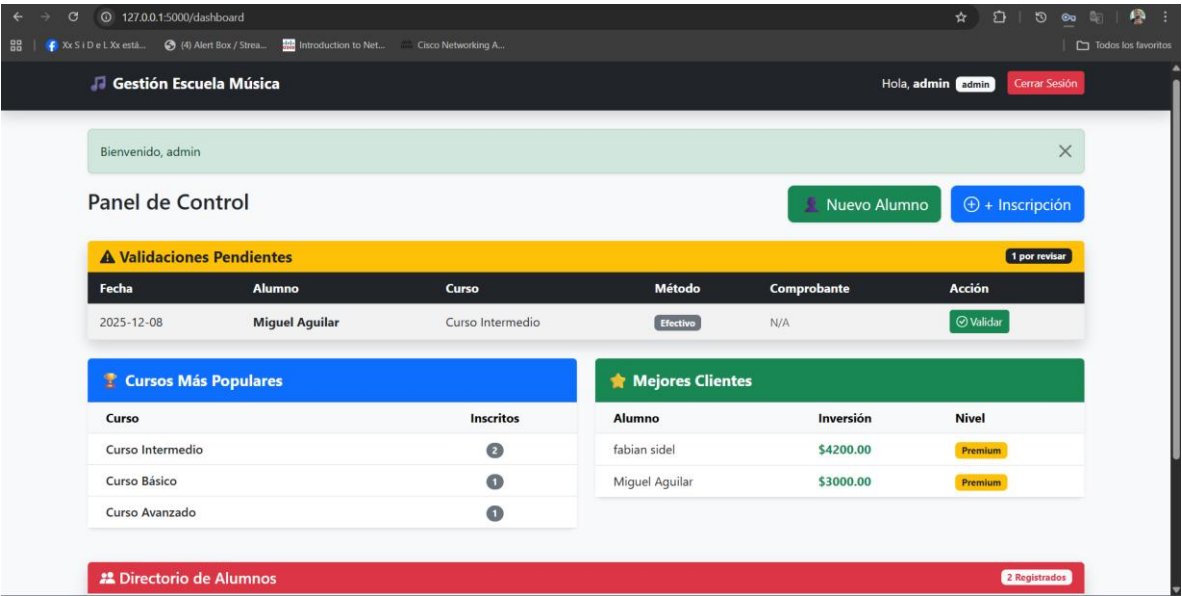 127.0.0.1:5000/dashboard
Xx S i D e L Xx está... (4) Alert Box / Strea... Introduction to Net... Cisco Networking A... Todos los favoritos
Gestión Escuela Música Hola, admin admin Cerrar Sesión
Bienvenido, admin
Panel de Control Nuevo Alumno + Inscripción
Validaciones Pendientes 1 por revisar
Fecha Alumno Curso Método Comprobante Acción
2025-12-08 Miguel Aguilar Curso Intermedio Efectivo N/A Validar
Cursos Más Populares
Curso Inscritos
Curso Intermedio 2
Curso Básico 1
Curso Avanzado 1
Mejores Clientes
Alumno Inversión Nivel
fabian sidel $4200.00 Premium
Miguel Aguilar $3000.00 Premium
Directorio de Alumnos 2 Registrados